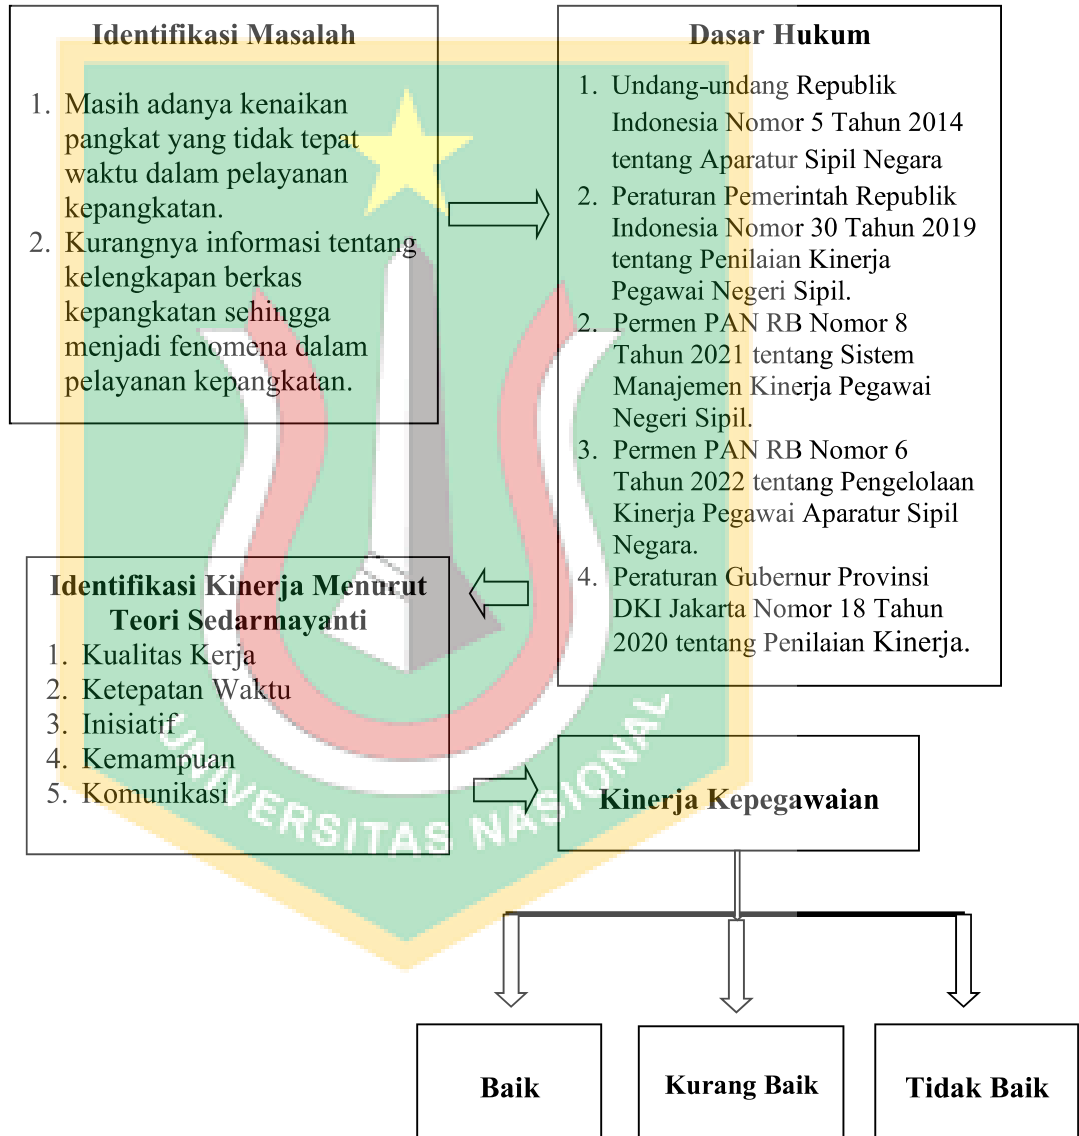 Identifikasi Masalah
1. Masih adanya kenaikan
pangkat yang tidak tepat
waktu dalam pelayanan
kepangkatan.
2. Kurangnya informasi tentang
kelengkapan berkas
kepangkatan sehingga
menjadi fenomena dalam
pelayanan kepangkatan.
Dasar Hukum
1. Undang-undang Republik
Indonesia Nomor 5 Tahun 2014
tentang Aparatur Sipil Negara
2. Peraturan Pemerintah Republik
Indonesia Nomor 30 Tahun 2019
tentang Penilaian Kinerja
Pegawai Negeri Sipil.
2. Permen PAN RB Nomor 8
Tahun 2021 tentang Sistem
Manajemen Kinerja Pegawai
Negeri Sipil.
3. Permen PAN RB Nomor 6
Tahun 2022 tentang Pengelolaan
Kinerja Pegawai Aparatur Sipil
Negara.
4. Peraturan Gubernur Provinsi
DKI Jakarta Nomor 18 Tahun
2020 tentang Penilaian Kinerja.
Identifikasi Kinerja Menurut
Teori Sedarmayanti
1. Kualitas Kerja
2. Ketepatan Waktu
3. Inisiatif
4. Kemampuan
5. Komunikasi
Kinerja Kepegawaian
UNIVERSITAS NASIONAL
Baik
Kurang Baik
Tidak Baik